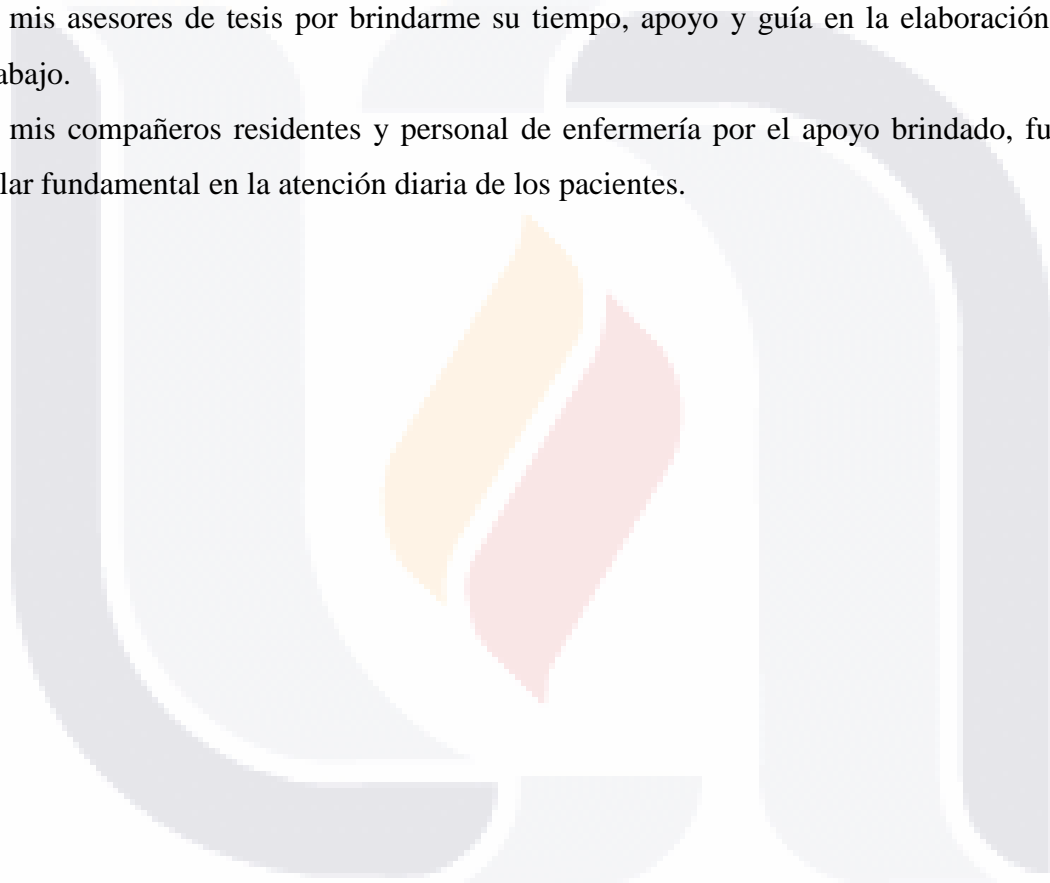 mis asesores de tesis por brindarme su tiempo, apoyo y guía en la elaboración
abajo.
mis compañeros residentes y personal de enfermería por el apoyo brindado, fu
lar fundamental en la atención diaria de los pacientes.